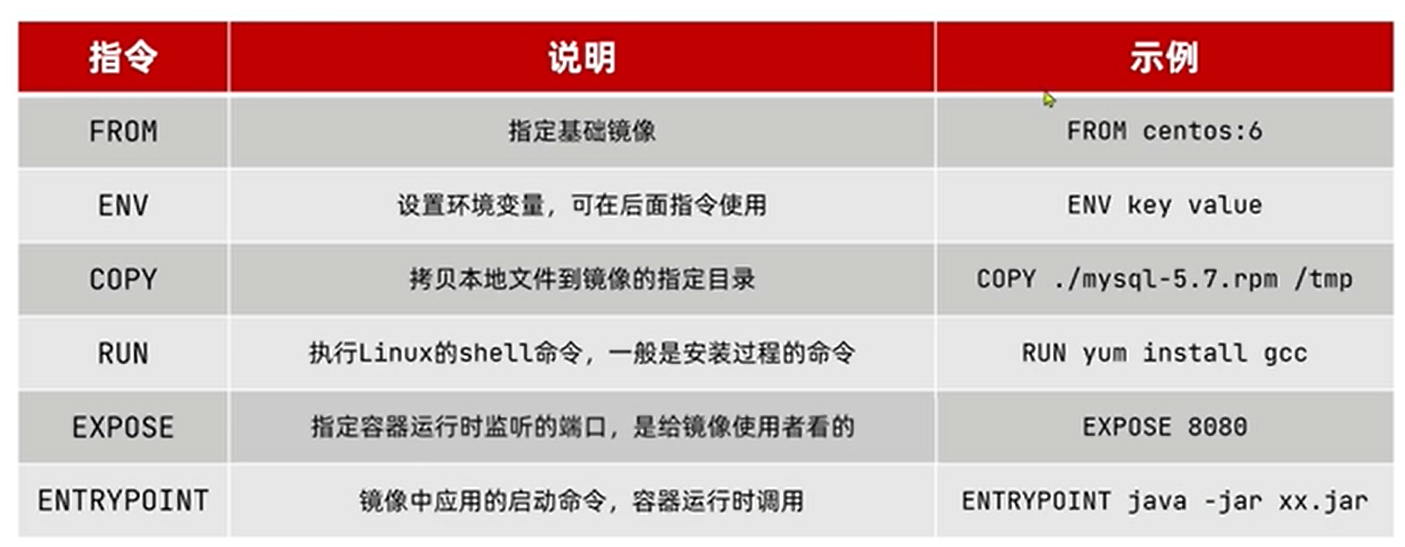 指令 说明 示例
FROM 指定基础镜像 FROM centos:6
ENV 设置环境变量，可在后面指令使用 ENV key value
COPY 拷贝本地文件到镜像的指定目录 COPY ./mysql-5.7.rpm /tmp
RUN 执行Linux的shell命令，一般是安装过程的命令 RUN yum install gcc
EXPOSE 指定容器运行时监听的端口，是给镜像使用者看的 EXPOSE 8080
ENTRYPOINT 镜像中应用的启动命令，容器运行时调用 ENTRYPOINT java -jar xx.jar